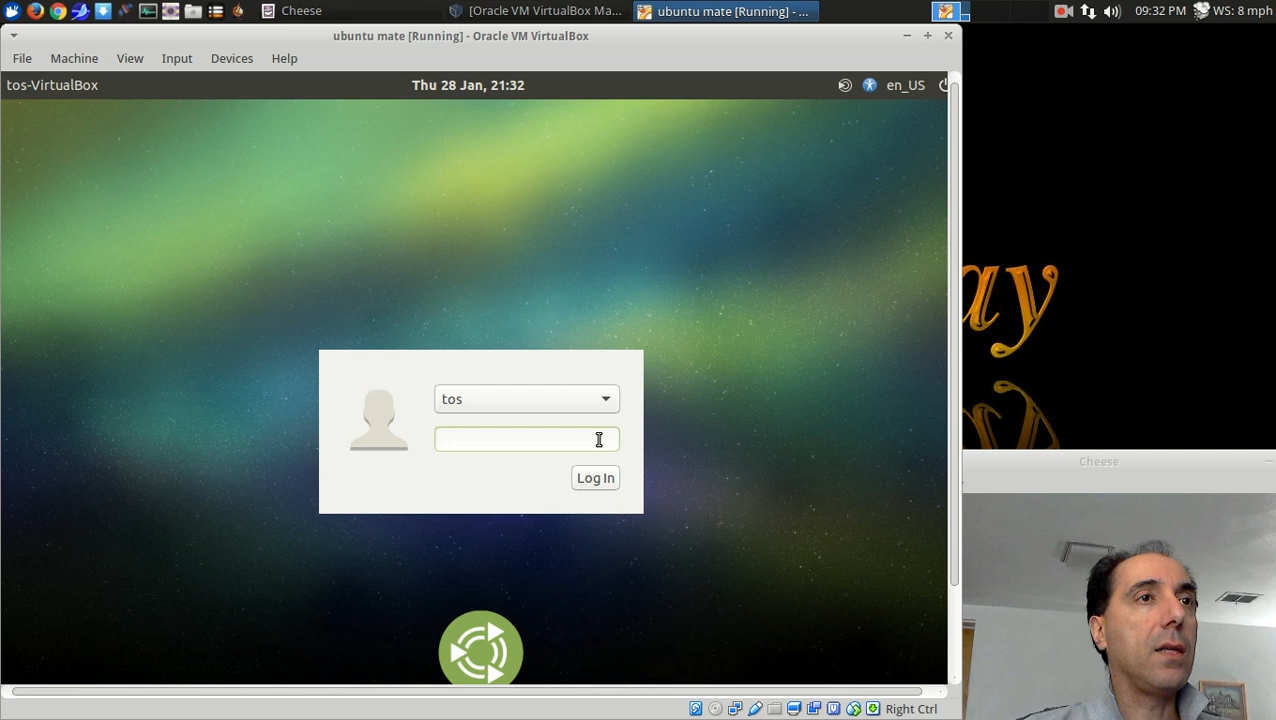 Cheese
[Oracle VM VirtualBox Ma...
ubuntu mate [Running] - ...
09:32 PM
WS: 8 mph
ubuntu mate [Running] - Oracle VM VirtualBox
File Machine View Input Devices Help
tos-VirtualBox
Thu 28 Jan, 21:32
en_US
tos
Log In
ay
Cheese
Right Ctrl